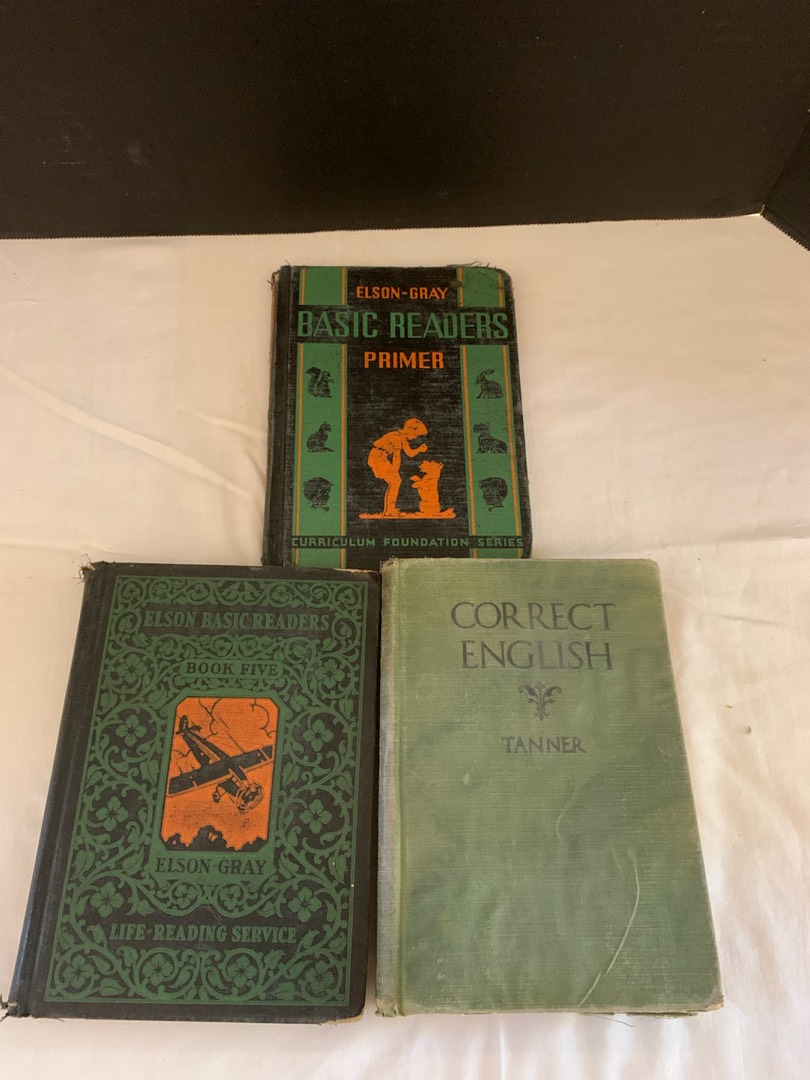 ELSON-GRAY
BASIC READERS
PRIMER
CURRICULUM FOUNDATION SERIES
ELSON BASIC READERS
BOOK FIVE
ELSON-GRAY
LIFE-READING SERVICE
CORRECT
ENGLISH
TANNER